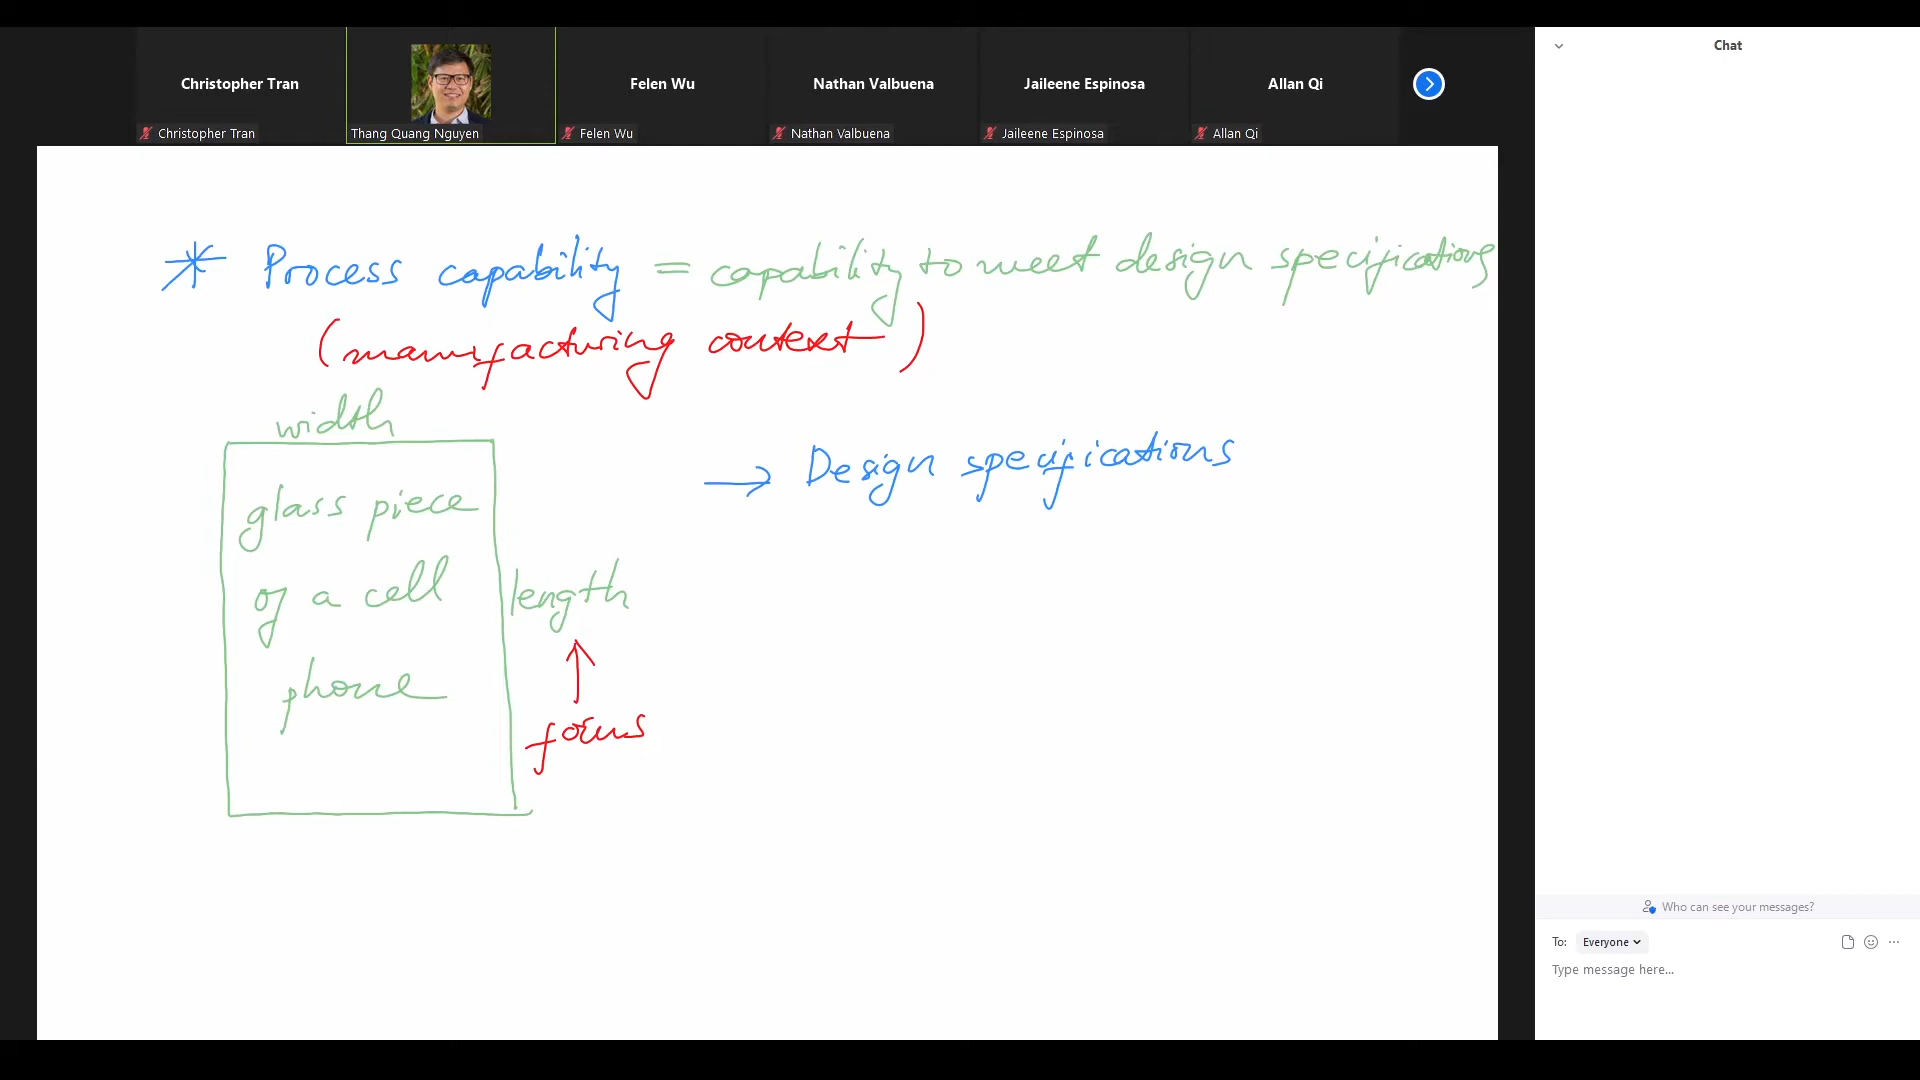 Christopher Tran
Felen Wu
Nathan Valbuena
Jaileene Espinosa
Allan Qi
Christopher Tran
Thang Quang Nguyen
Felen Wu
Nathan Valbuena
Jaileene Espinosa
Allan Qi
Chat
* Process capability = capability to meet design specifications
(manufacturing context)
width
glass piece
of a cell
phone
length
↑
focus
→ Design specifications
Who can see your messages?
To: Everyone
Type message here...